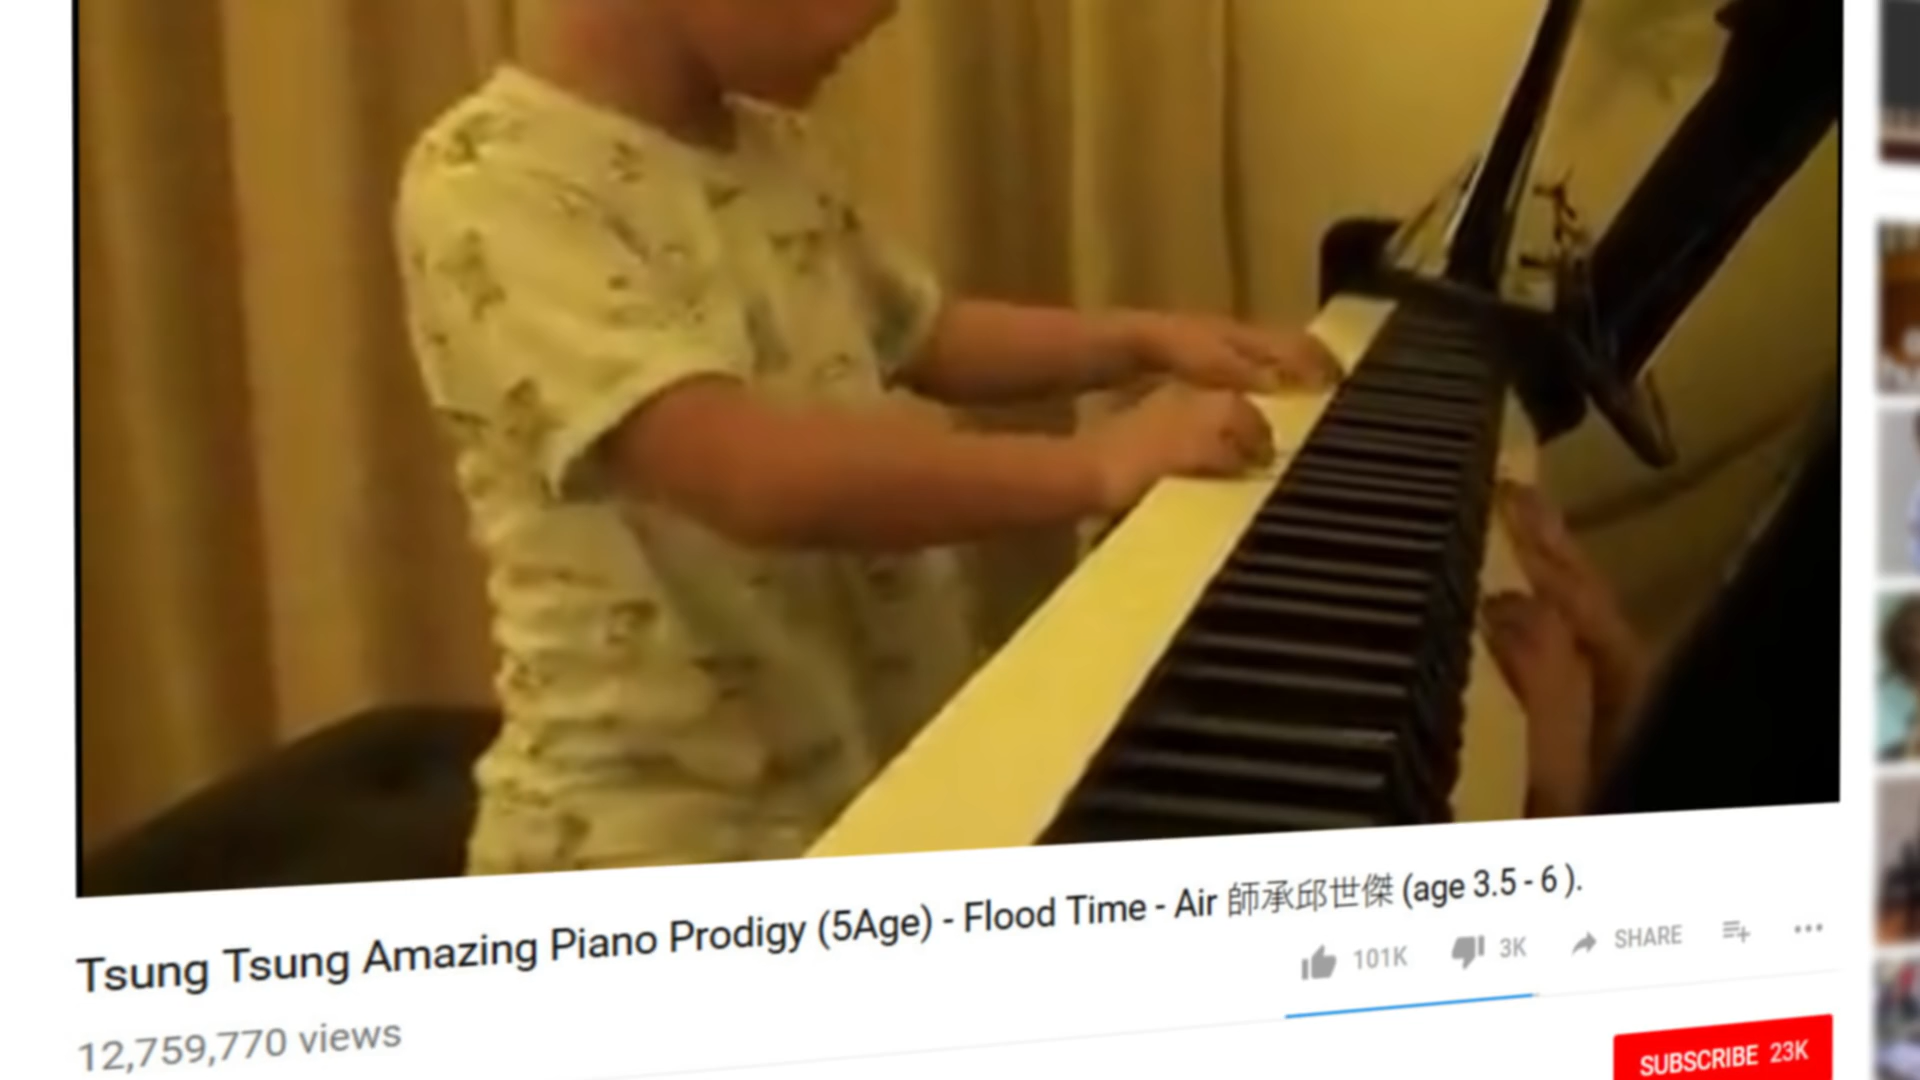 Tsung Tsung Amazing Piano Prodigy (5Age) - Flood Time - Air 師承邱世傑 (age 3.5 - 6 ).
101K 3K SHARE
12,759,770 views
SUBSCRIBE 23K